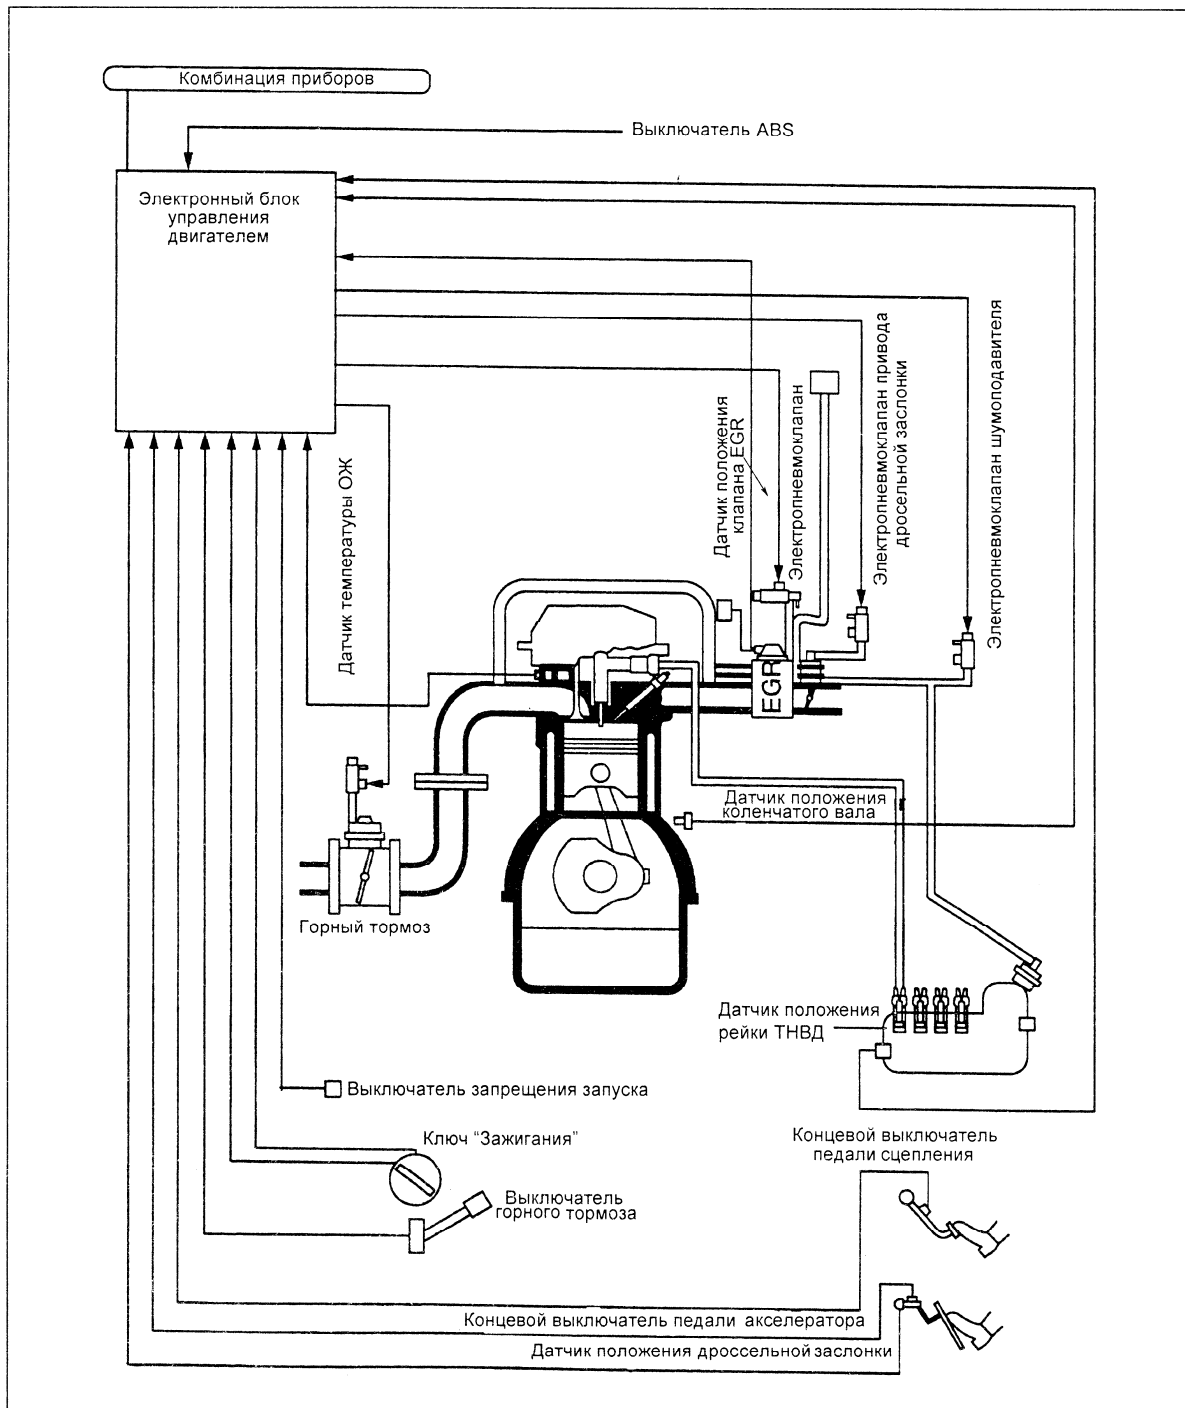 Комбинация приборов
Выключатель ABS
Электронный блок
управления
двигателем
Датчик температуры ОЖ
Датчик положения
клапана EGR
Электропневмоклапан
Электропневмоклапан привода
дросельной заслонки
Электропневмоклапан шумоподавителя
EGR
Датчик положения
коленчатого вала
Горный тормоз
Датчик положения
рейки ТНВД
Выключатель запрещения запуска
Ключ "Зажигания"
Концевой выключатель
педали сцепления
Выключатель
горного тормоза
Концевой выключатель педали акселератора
Датчик положения дроссельной заслонки